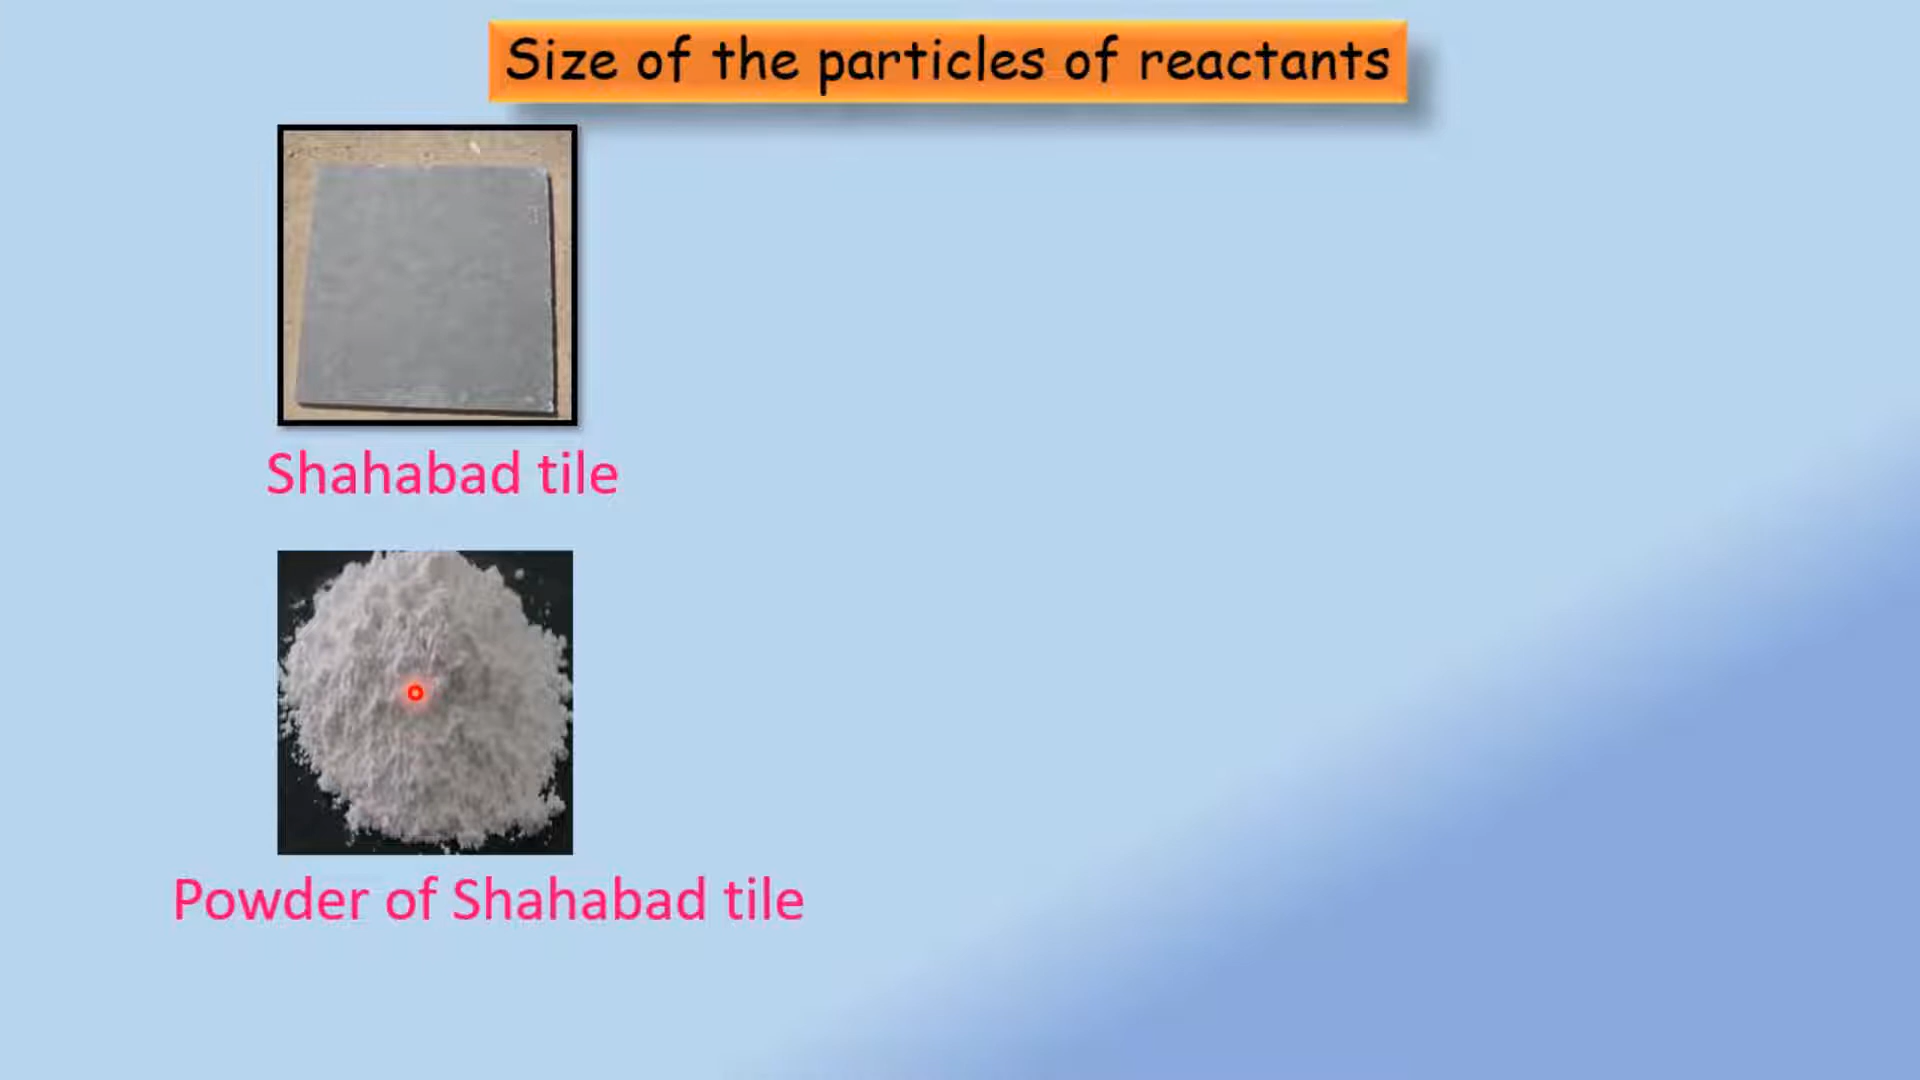 Size of the particles of reactants
Shahabad tile
Powder of Shahabad tile